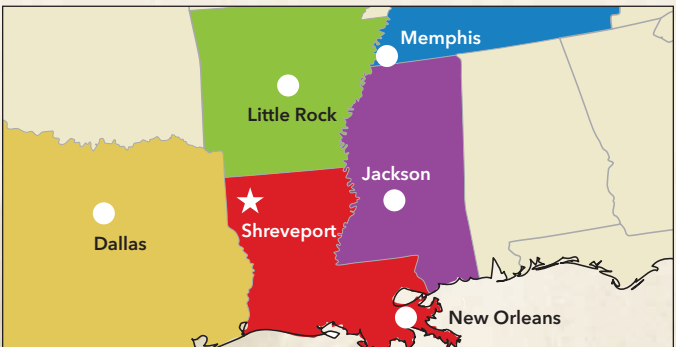 Memphis
Little Rock
Jackson
Shreveport
Dallas
New Orleans